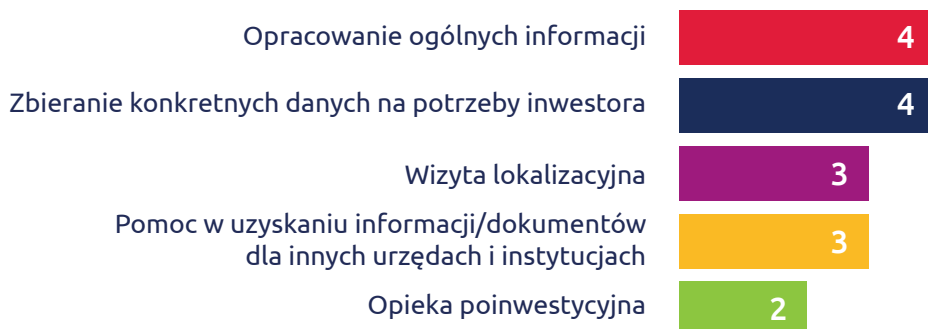 Opracowanie ogólnych informacji 4
Zbieranie konkretnych danych na potrzeby inwestora 4
Wizyta lokalizacyjna 3
Pomoc w uzyskaniu informacji/dokumentów
dla innych urzędach i instytucjach 3
Opieka poinwestycyjna 2